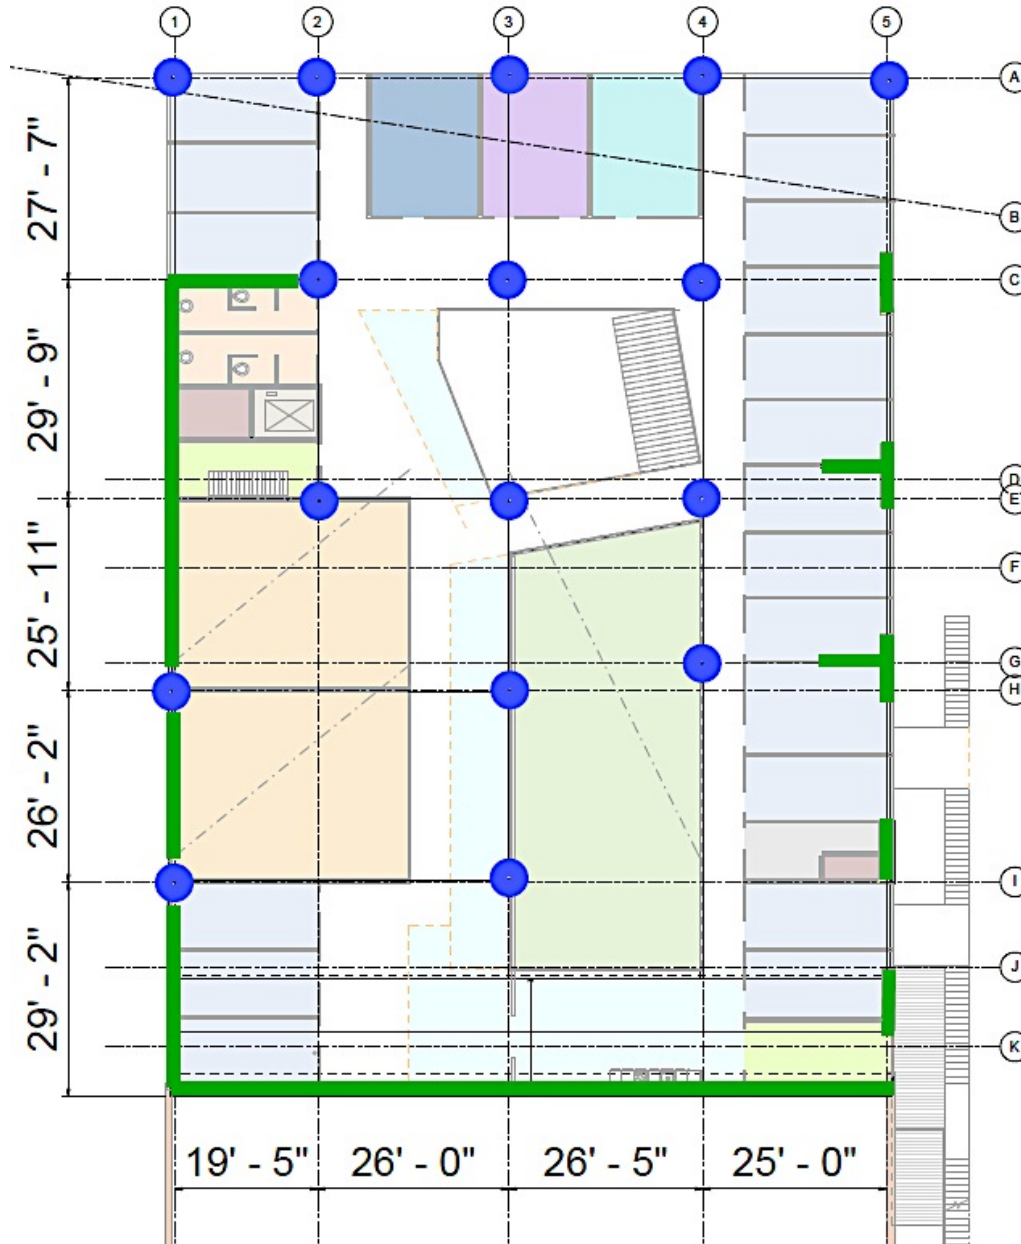 1 2 3 4 5
A
27' - 7"
B
C
29' - 9"
D
E
25' - 11"
F
G
H
26' - 2"
I
29' - 2"
J
K
19' - 5" 26' - 0" 26' - 5" 25' - 0"